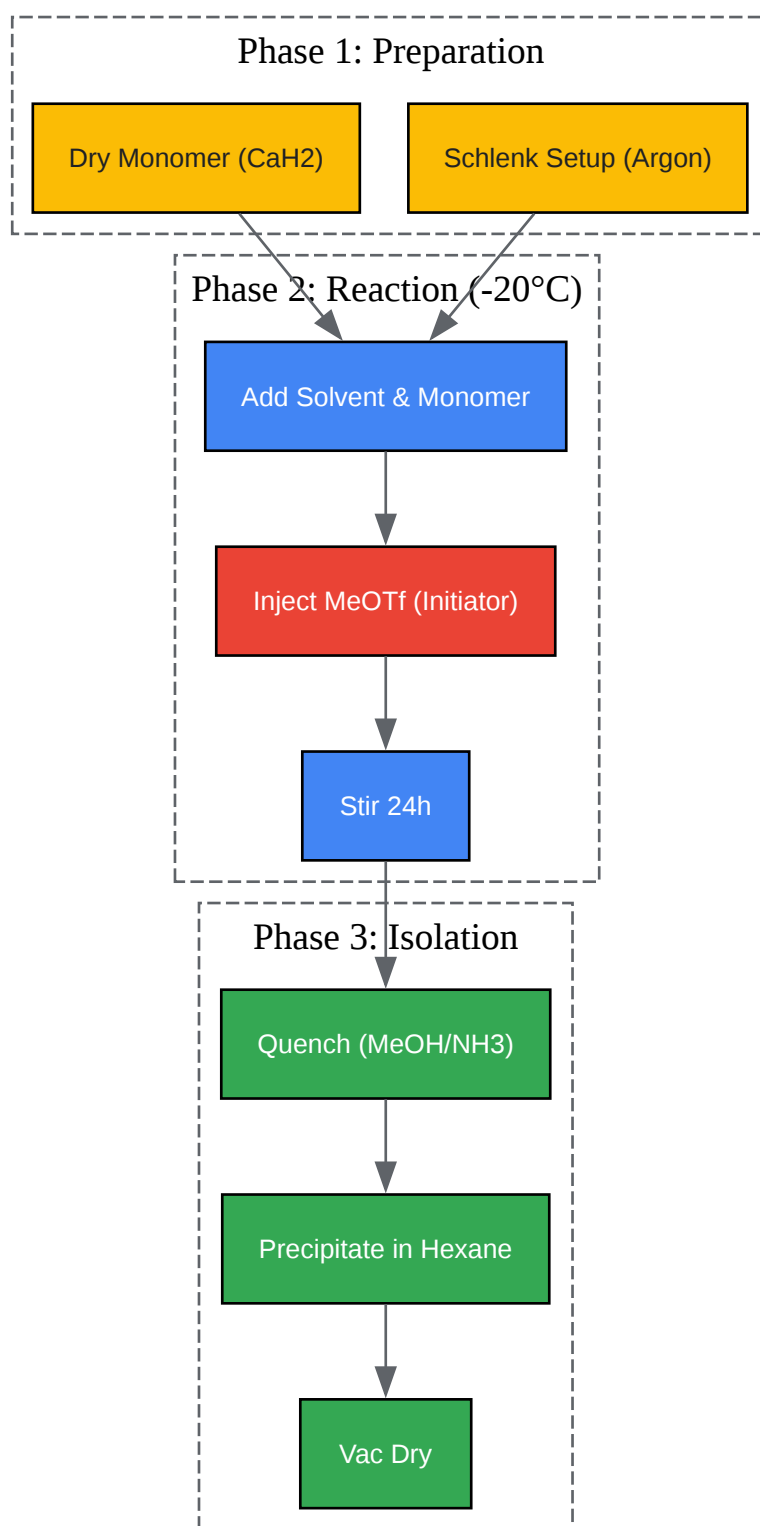 Phase 1: Preparation
Dry Monomer (CaH2)
Schlenk Setup (Argon)
Phase 2: Reaction (-20°C)
Add Solvent & Monomer
Inject MeOTf (Initiator)
Stir 24h
Phase 3: Isolation
Quench (MeOH/NH3)
Precipitate in Hexane
Vac Dry